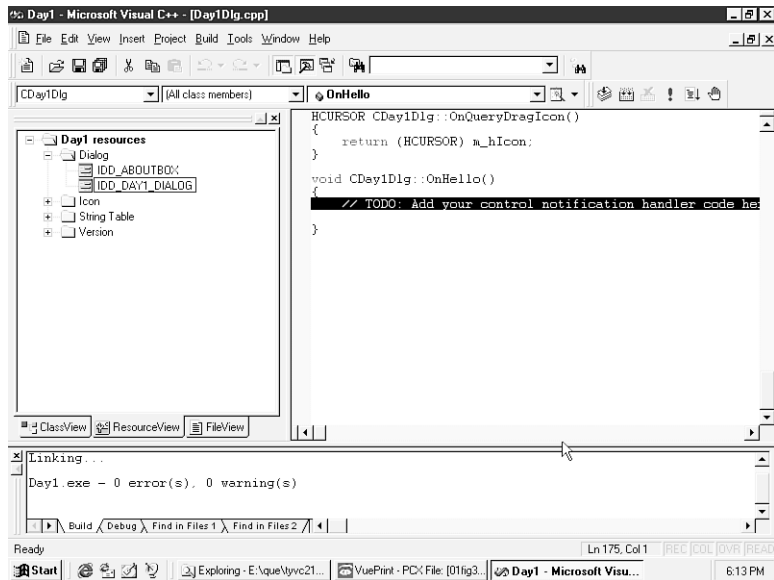 Day1 - Microsoft Visual C++ - [Day1Dlg.cpp]
File Edit View Insert Project Build Tools Window Help
CDay1Dlg
(All class members)
OnHello
Day1 resources
Dialog
IDD_ABOUTBOX
IDD_DAY1_DIALOG
Icon
String Table
Version
ClassView
ResourceView
FileView
HCURSOR CDay1Dlg::OnQueryDragIcon()
{
return (HCURSOR) m_hIcon;
}
void CDay1Dlg::OnHello()
{
// TODO: Add your control notification handler code her
}
Linking...
Day1.exe - 0 error(s), 0 warning(s)
Build
Debug
Find in Files 1
Find in Files 2
Ready
Ln 175, Col 1
REC COL OVR READ
Start
Exploring - E:\que\tyvc21...
VuePrint - PCX File: [01fig3...
Day1 - Microsoft Visu...
6:13 PM